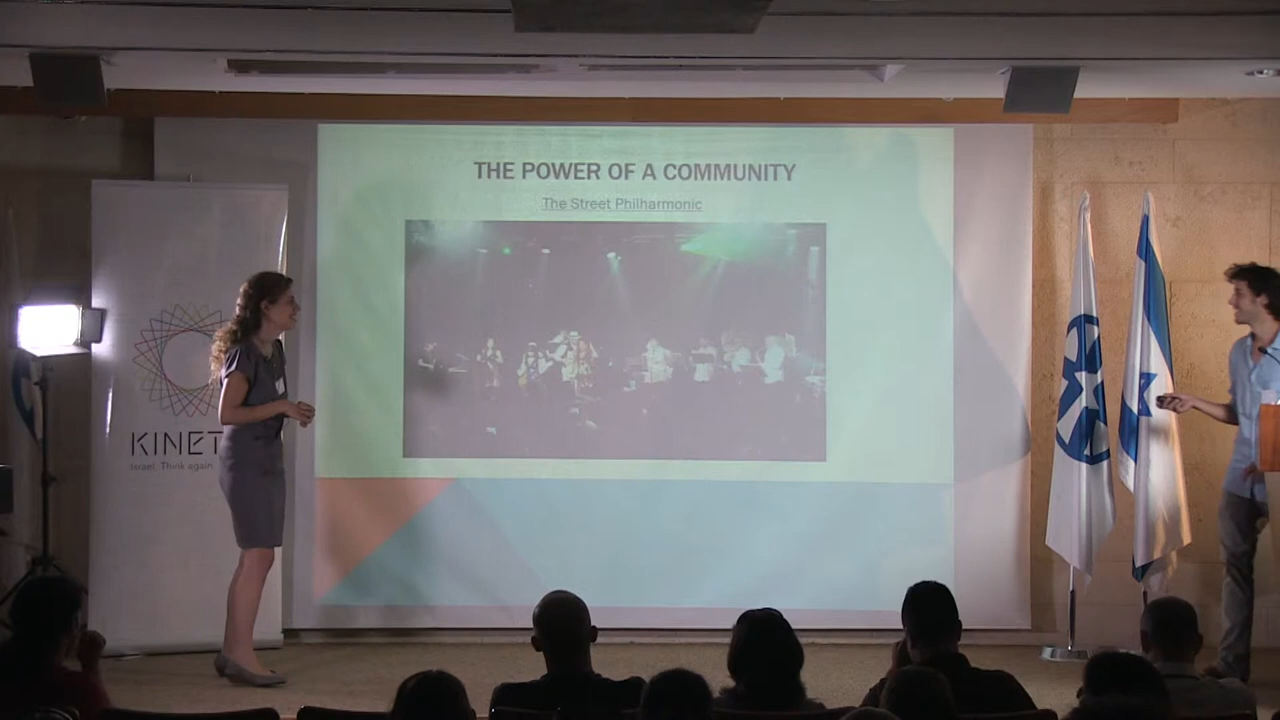 THE POWER OF A COMMUNITY
The Street Philharmonic
KINET
Israel. Think again.